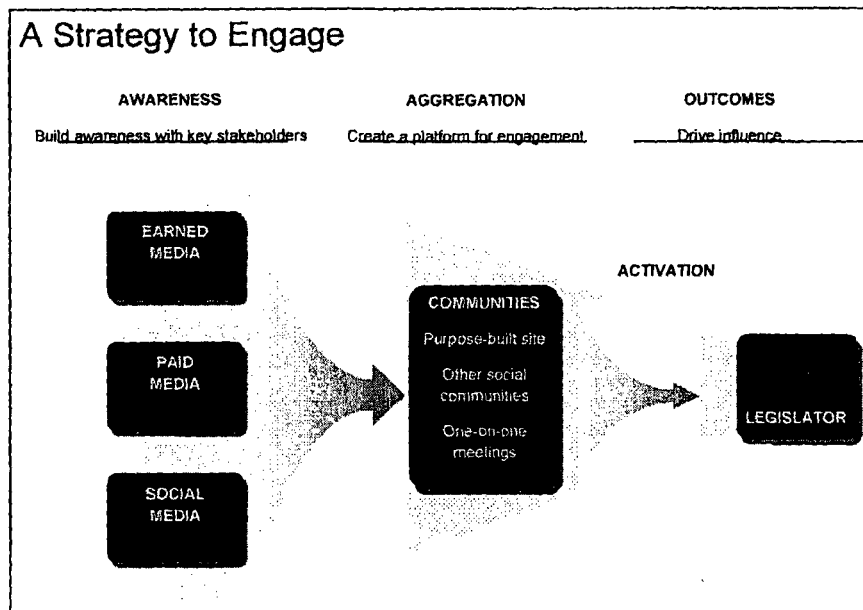 A Strategy to Engage
AWARENESS
Build awareness with key stakeholders
AGGREGATION
Create a platform for engagement
OUTCOMES
Drive influence
EARNED
MEDIA
PAID
MEDIA
SOCIAL
MEDIA
COMMUNITIES
Purpose-built site
Other social
communities
One-on-one
meetings
ACTIVATION
LEGISLATOR